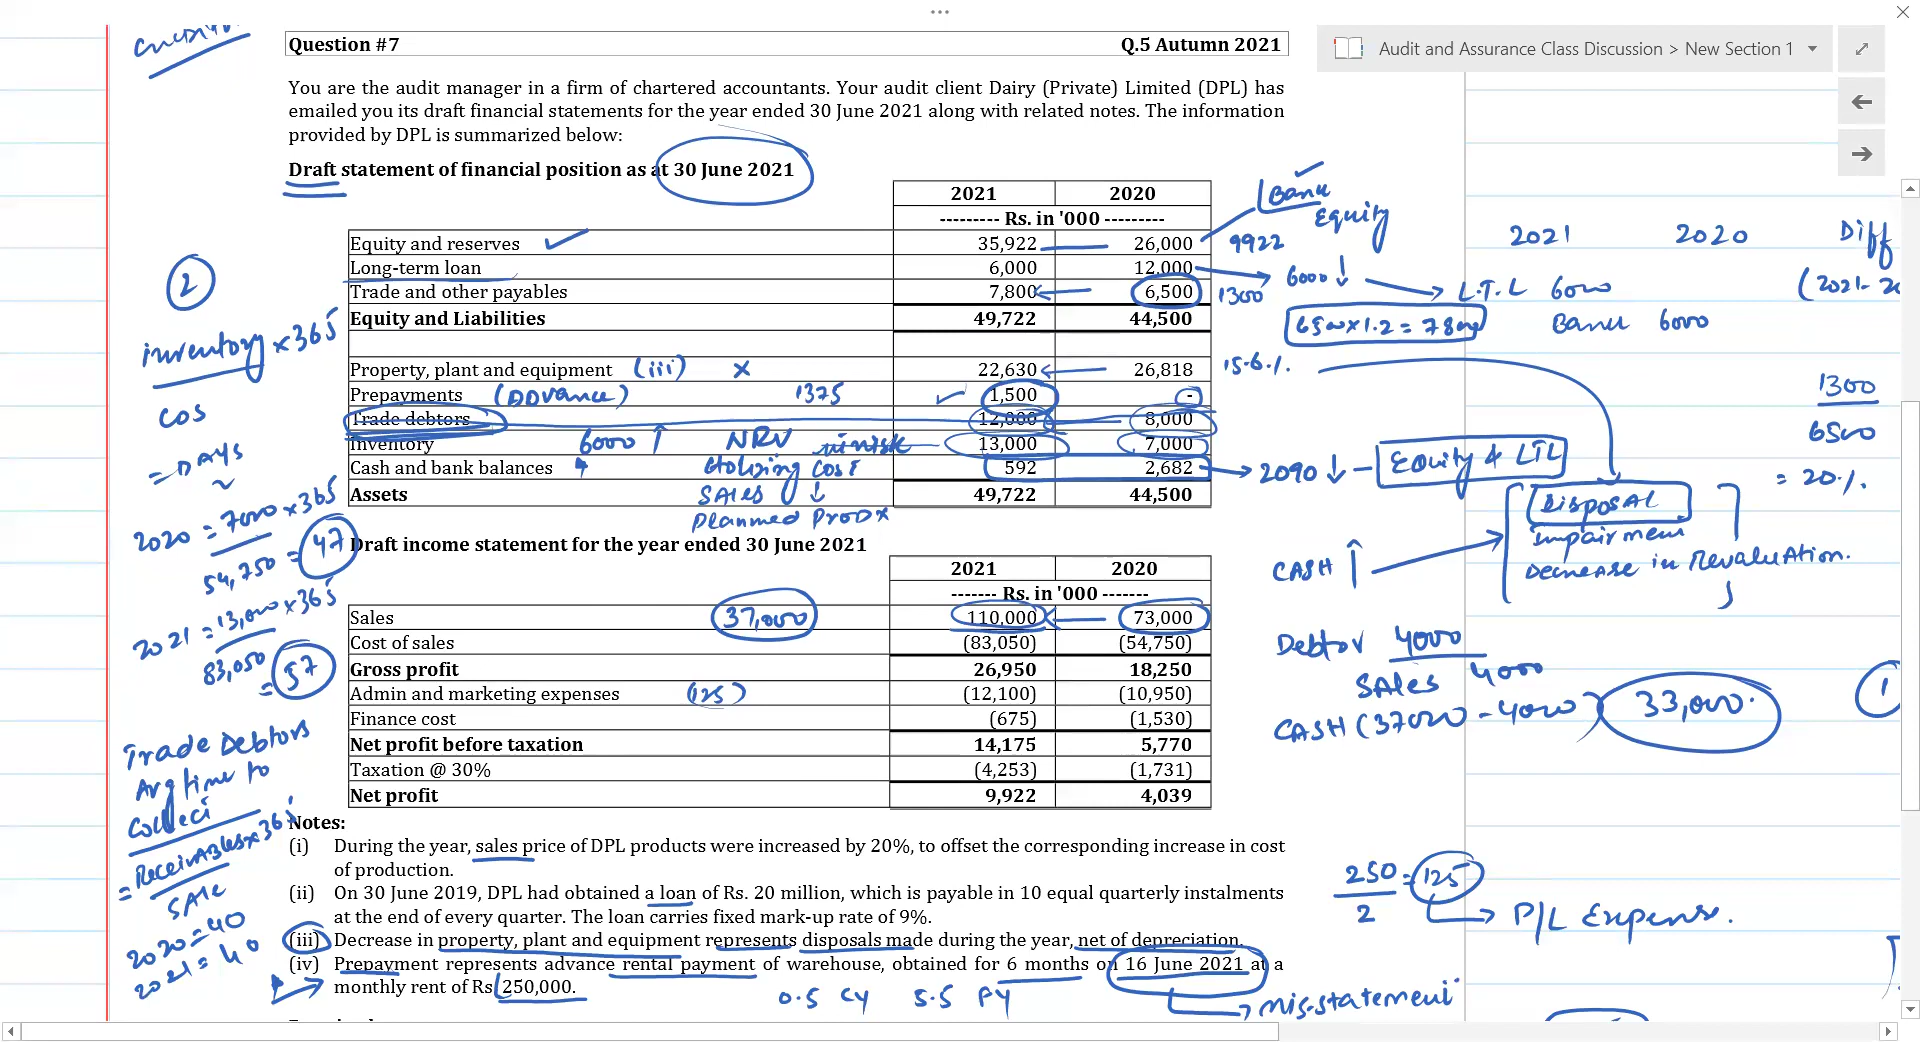 Question #7 Q.5 Autumn 2021
Audit and Assurance Class Discussion > New Section 1
You are the audit manager in a firm of chartered accountants. Your audit client Dairy (Private) Limited (DPL) has
emailed you its draft financial statements for the year ended 30 June 2021 along with related notes. The information
provided by DPL is summarized below:
Draft statement of financial position as at 30 June 2021
2021 2020
--------- Rs. in '000 ---------
Equity and reserves 35,922 26,000
Long-term loan 6,000 12,000
Trade and other payables 7,800 6,500
Equity and Liabilities 49,722 44,500
Property, plant and equipment (iii) x 22,630 26,818
Prepayments (ADVANCE) 1375 1,500 -
Trade debtors 12,000 8,000
Inventory 6000 ↑ NRV 13,000 7,000
Cash and bank balances Holding Cost 592 2,682
SALES ↓
Assets 49,722 44,500
Planned Prodx
Draft income statement for the year ended 30 June 2021
2021 2020
------- Rs. in '000 -------
Sales 37,000 110,000 73,000
Cost of sales (83,050) (54,750)
Gross profit 26,950 18,250
Admin and marketing expenses (125) (12,100) (10,950)
Finance cost (675) (1,530)
Net profit before taxation 14,175 5,770
Taxation @ 30% (4,253) (1,731)
Net profit 9,922 4,039
Notes:
(i) During the year, sales price of DPL products were increased by 20%, to offset the corresponding increase in cost
of production.
(ii) On 30 June 2019, DPL had obtained a loan of Rs. 20 million, which is payable in 10 equal quarterly instalments
at the end of every quarter. The loan carries fixed mark-up rate of 9%.
(iii) Decrease in property, plant and equipment represents disposals made during the year, net of depreciation.
(iv) Prepayment represents advance rental payment of warehouse, obtained for 6 months on 16 June 2021 at a
monthly rent of Rs. 250,000.
0.5 CY 5.5 PY
2
inventory x 365
COS
= DAYS
2020 = 7000 x 365
54,750 = 47
2021 = 13,000 x 365
83,050 = 57
Trade Debtors
Avg time to
Collect
= Receivables x 365
SALE
2020 = 40
2021 = 40
Bank
Equity
9922
6000 ↓ → L.T.L 6000
Bank 6000
1300
6500 x 1.2 = 7800
15.6%
2021 2020 Diff
1300
6500
= 20%
2090 ↓ - Equity & LTL
Disposal
impairment
Decrease in Revaluation.
CASH ↑
Debtor 4000
SALES 4000
CASH (37000 - 4000) 33,000.
1
250 = 125
2
→ P/L Expense.
→ mis-statement